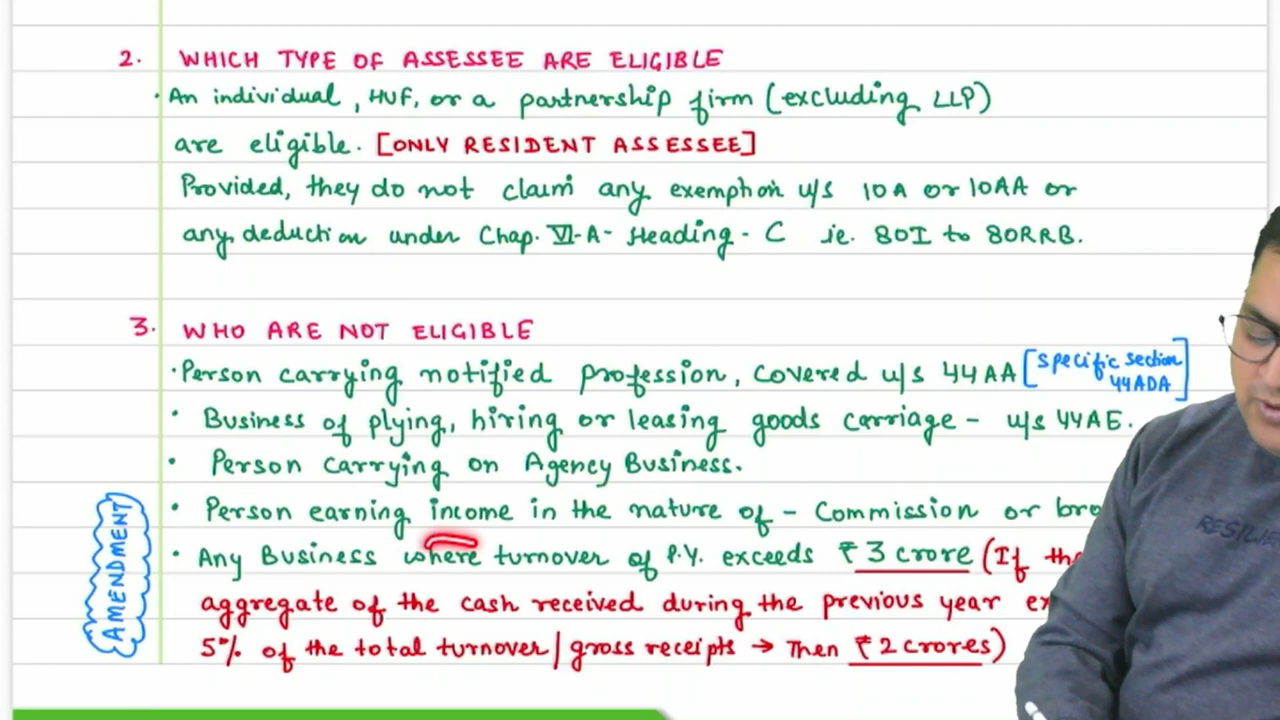 2. WHICH TYPE OF ASSESSEE ARE ELIGIBLE
· An individual, HUF, or a partnership firm (excluding LLP)
are eligible. [ONLY RESIDENT ASSESSEE]
Provided, they do not claim any exemption u/s 10A or 10AA or
any deduction under Chap. VI-A- Heading - C ie. 80I to 80RRB.
3. WHO ARE NOT ELIGIBLE
· Person carrying notified profession, covered u/s 44AA [specific section
44ADA]
· Business of plying, hiring or leasing goods carriage - u/s 44AE.
· Person carrying on Agency Business.
· Person earning income in the nature of - Commission or
· Any Business where turnover of P.Y. exceeds ₹ 3 crore (If
aggregate of the cash received during the previous year
5% of the total turnover/gross receipts → Then ₹ 2 crores)
AMENDMENT